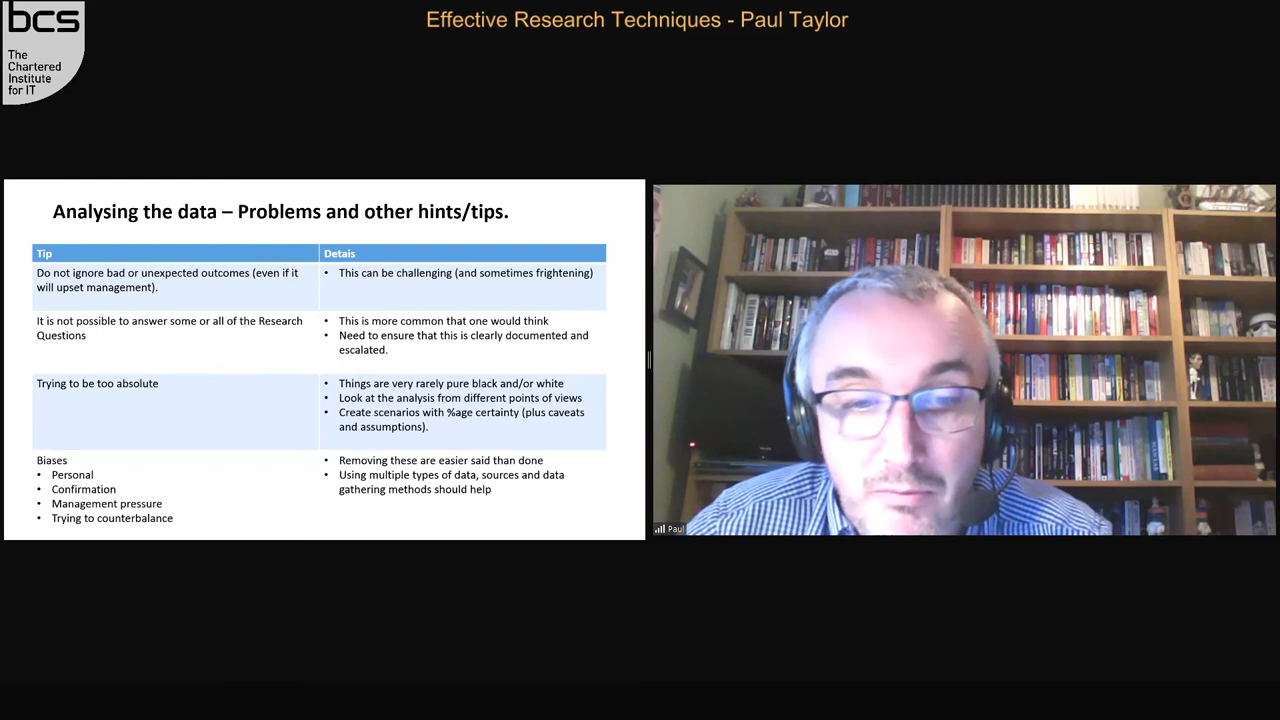 bcs
The
Chartered
Institute
for IT
Effective Research Techniques - Paul Taylor
Analysing the data – Problems and other hints/tips.
Tip
Detais
Do not ignore bad or unexpected outcomes (even if it
will upset management).
• This can be challenging (and sometimes frightening)
It is not possible to answer some or all of the Research
Questions
• This is more common that one would think
• Need to ensure that this is clearly documented and
escalated.
Trying to be too absolute
• Things are very rarely pure black and/or white
• Look at the analysis from different points of views
• Create scenarios with %age certainty (plus caveats
and assumptions).
Biases
• Personal
• Confirmation
• Management pressure
• Trying to counterbalance
• Removing these are easier said than done
• Using multiple types of data, sources and data
gathering methods should help
Paul